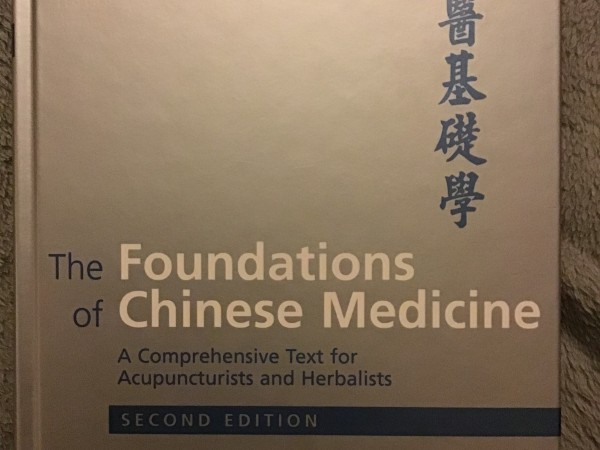 醫基礎學
The Foundations
of Chinese Medicine
A Comprehensive Text for
Acupuncturists and Herbalists
SECOND EDITION